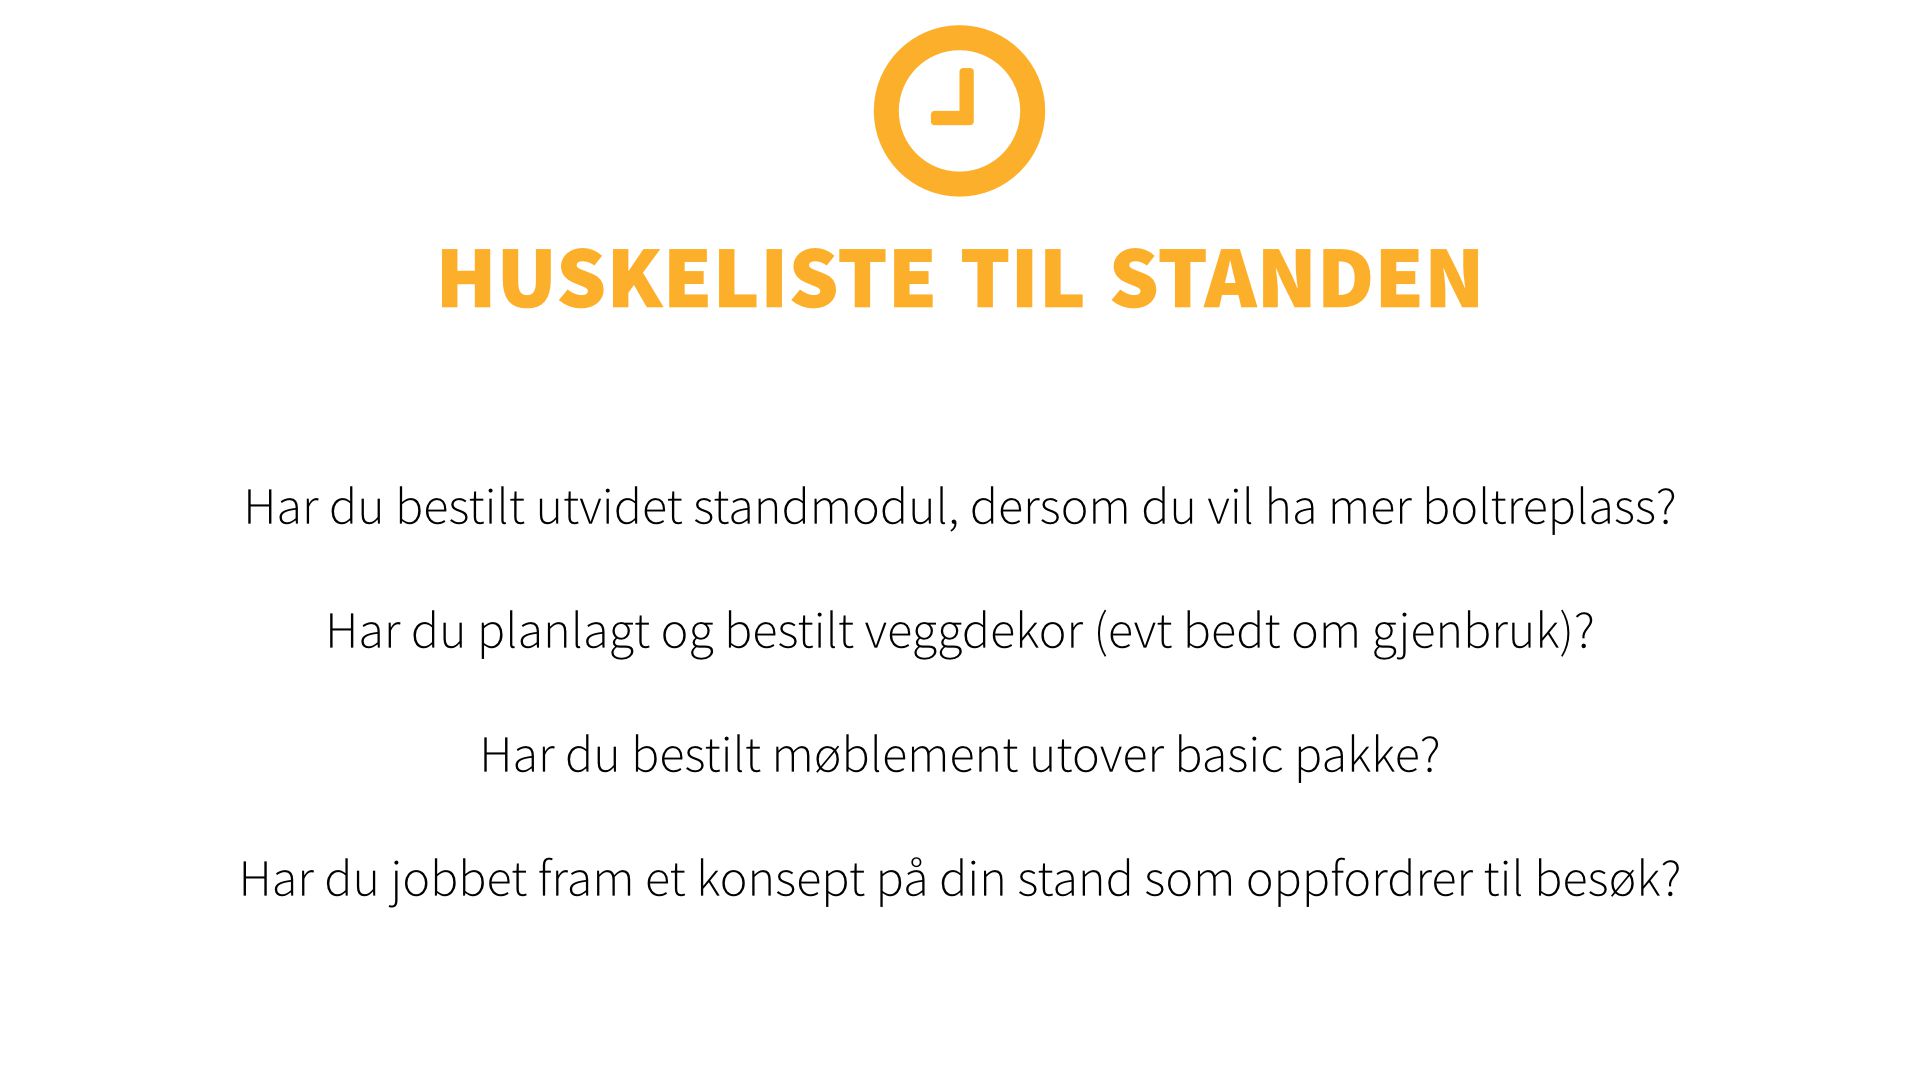 HUSKELISTE TIL STANDEN
Har du bestilt utvidet standmodul, dersom du vil ha mer boltreplass?
Har du planlagt og bestilt veggdekor (evt bedt om gjenbruk)?
Har du bestilt møblement utover basic pakke?
Har du jobbet fram et konsept på din stand som oppfordrer til besøk?